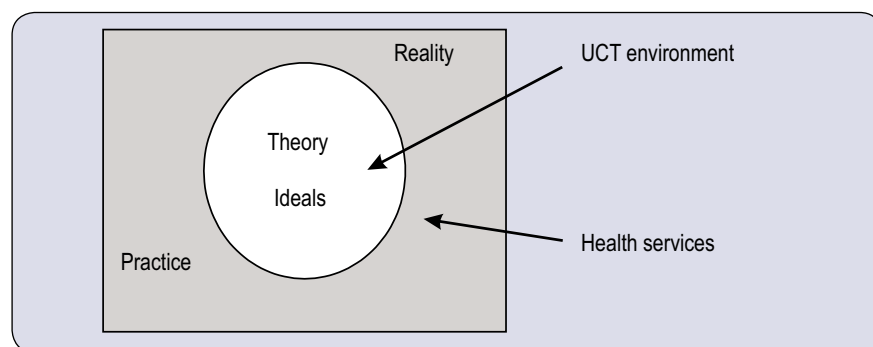 Reality
UCT environment
Theory
Ideals
Health services
Practice